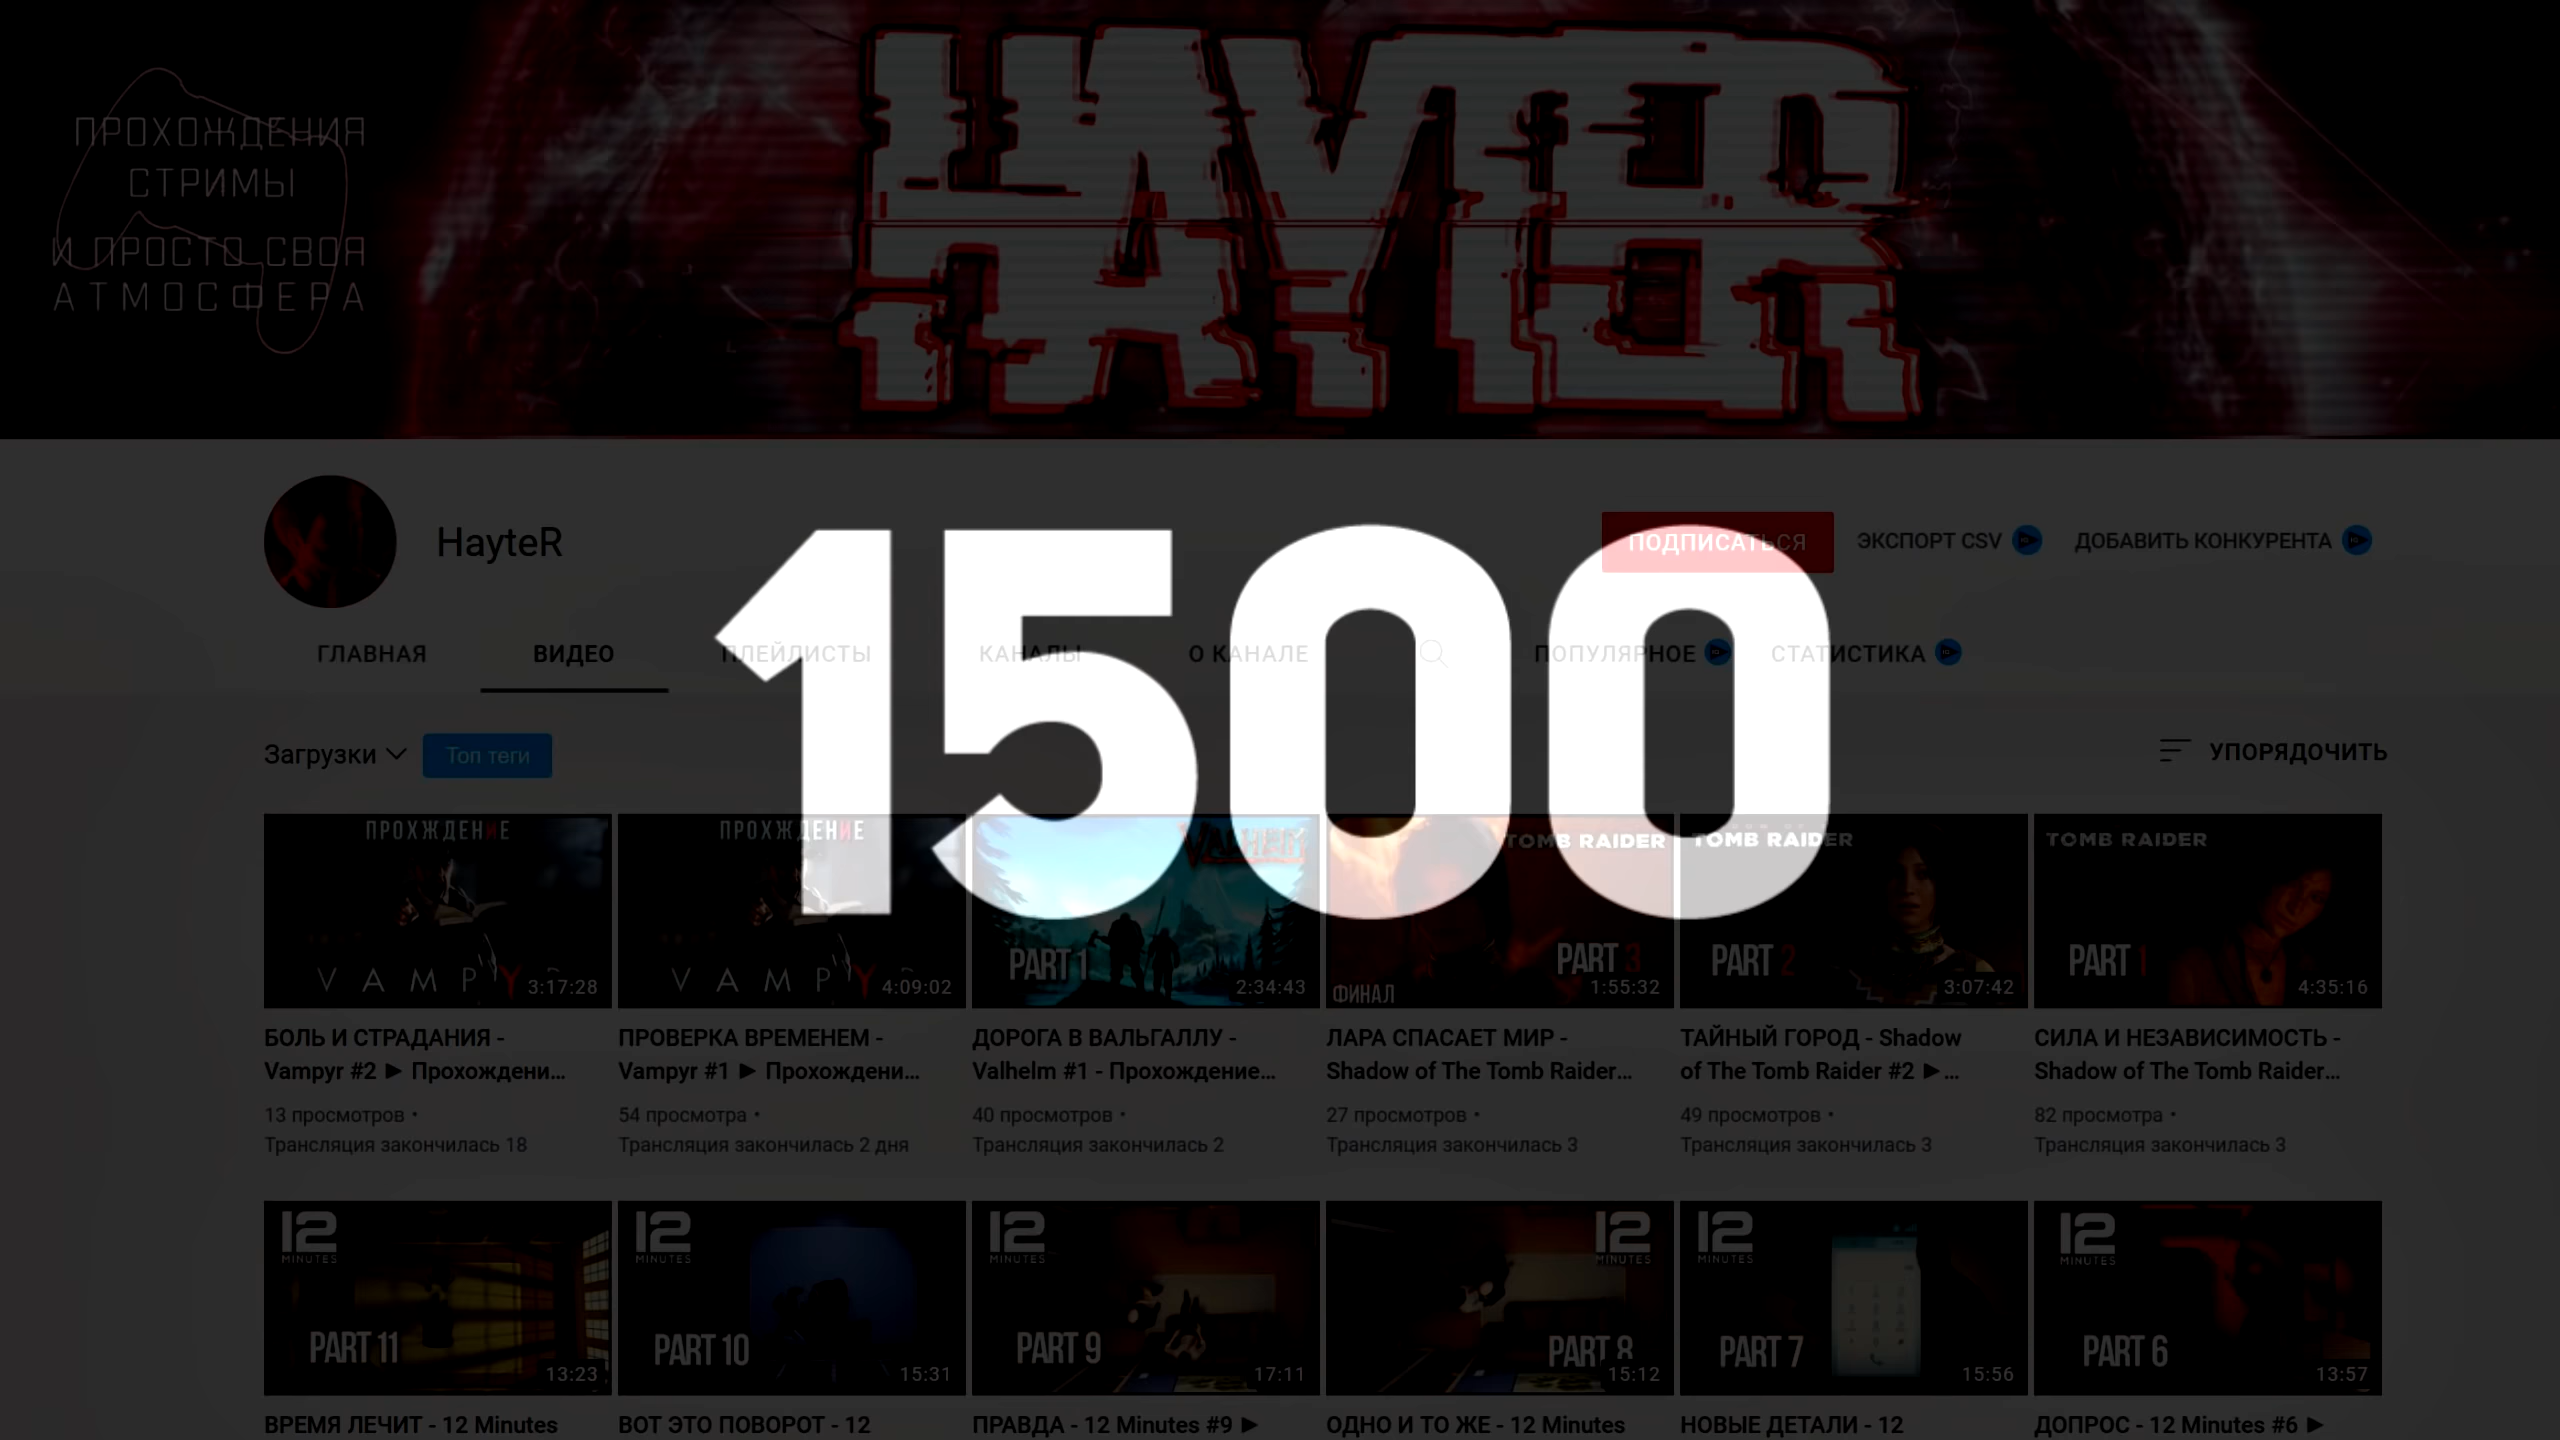 ПРОХОЖДЕНИЯ
СТРИМЫ
И ПРОСТО СВОЯ
АТМОСФЕРА
HAYTER
HayteR
ПОДПИСАТЬСЯ
ЭКСПОРТ CSV
ДОБАВИТЬ КОНКУРЕНТА
1500
ГЛАВНАЯ
ВИДЕО
ПЛЕЙЛИСТЫ
КАНАЛЫ
О КАНАЛЕ
ПОПУЛЯРНОЕ
СТАТИСТИКА
Загрузки
Топ теги
УПОРЯДОЧИТЬ
ПРОХЖДЕНИЕ
VAMPYR
3:17:28
ПРОХЖДЕНИЕ
VAMPYR
4:09:02
VALHEIM
PART 1
2:34:43
TOMB RAIDER
PART 3
ФИНАЛ
1:55:32
TOMB RAIDER
PART 2
3:07:42
TOMB RAIDER
PART 1
4:35:16
БОЛЬ И СТРАДАНИЯ -
Vampyr #2 ► Прохождени...
13 просмотров •
Трансляция закончилась 18
ПРОВЕРКА ВРЕМЕНЕМ -
Vampyr #1 ► Прохождени...
54 просмотра •
Трансляция закончилась 2 дня
ДОРОГА В ВАЛЬГАЛЛУ -
Valhelm #1 - Прохождение...
40 просмотров •
Трансляция закончилась 2
ЛАРА СПАСАЕТ МИР -
Shadow of The Tomb Raider...
27 просмотров •
Трансляция закончилась 3
ТАЙНЫЙ ГОРОД - Shadow
of The Tomb Raider #2 ►...
49 просмотров •
Трансляция закончилась 3
СИЛА И НЕЗАВИСИМОСТЬ -
Shadow of The Tomb Raider...
82 просмотра •
Трансляция закончилась 3
12
MINUTES
PART 11
13:23
12
MINUTES
PART 10
15:31
12
MINUTES
PART 9
17:11
12
MINUTES
PART 8
15:12
12
MINUTES
PART 7
15:56
12
MINUTES
PART 6
13:57
ВРЕМЯ ЛЕЧИТ - 12 Minutes
ВОТ ЭТО ПОВОРОТ - 12
ПРАВДА - 12 Minutes #9 ►
ОДНО И ТО ЖЕ - 12 Minutes
НОВЫЕ ДЕТАЛИ - 12
ДОПРОС - 12 Minutes #6 ►